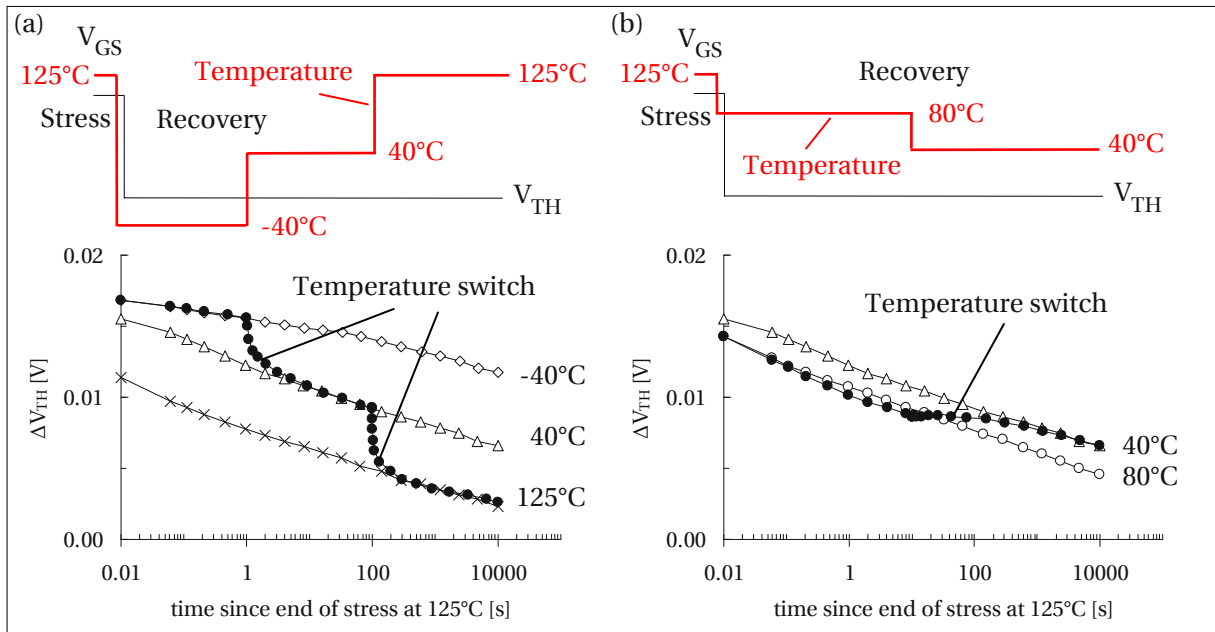 (a)
V_GS
125°C
Temperature
125°C
Stress
Recovery
40°C
V_TH
-40°C
0.02
Temperature switch
ΔV_TH [V]
0.01
-40°C
40°C
125°C
0.00
0.01
1
100
10000
time since end of stress at 125°C [s]
(b)
V_GS
125°C
Recovery
Stress
80°C
Temperature
40°C
V_TH
0.02
Temperature switch
ΔV_TH [V]
0.01
40°C
80°C
0.00
0.01
1
100
10000
time since end of stress at 125°C [s]